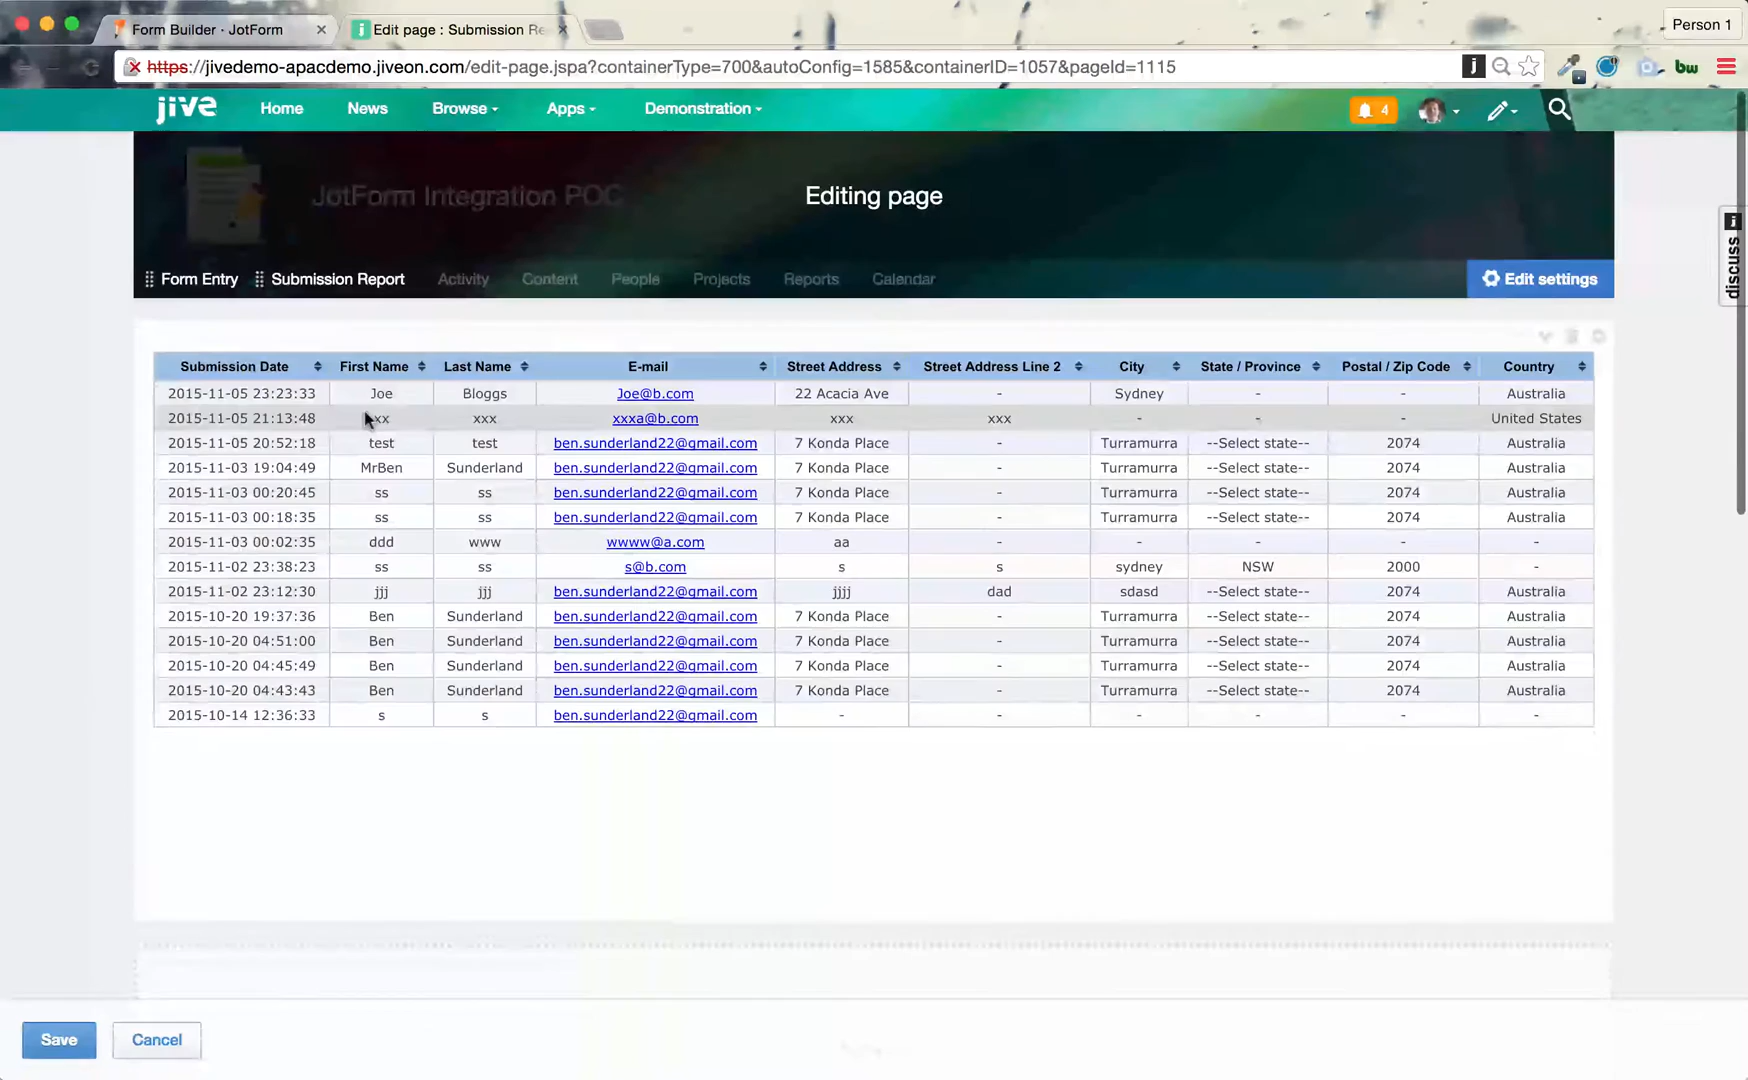 Form Builder · JotForm × Edit page : Submission Re × Person 1
https://jivedemo-apacdemo.jiveon.com/edit-page.jspa?containerType=700&autoConfig=1585&containerID=1057&pageId=1115 j bw
jive Home News Browse Apps Demonstration 4
JotForm Integration POC Editing page
Form Entry Submission Report Activity Content People Projects Reports Calendar Edit settings
discuss
Submission Date First Name Last Name E-mail Street Address Street Address Line 2 City State / Province Postal / Zip Code Country
2015-11-05 23:23:33 Joe Bloggs Joe@b.com 22 Acacia Ave - Sydney - - Australia
2015-11-05 21:13:48 xxx xxxa@b.com xxx xxx - - - United States
2015-11-05 20:52:18 test test ben.sunderland22@gmail.com 7 Konda Place - Turramurra --Select state-- 2074 Australia
2015-11-03 19:04:49 MrBen Sunderland ben.sunderland22@gmail.com 7 Konda Place - Turramurra --Select state-- 2074 Australia
2015-11-03 00:20:45 ss ss ben.sunderland22@gmail.com 7 Konda Place - Turramurra --Select state-- 2074 Australia
2015-11-03 00:18:35 ss ss ben.sunderland22@gmail.com 7 Konda Place - Turramurra --Select state-- 2074 Australia
2015-11-03 00:02:35 ddd www wwww@a.com aa - - - - -
2015-11-02 23:38:23 ss ss s@b.com s s sydney NSW 2000 -
2015-11-02 23:12:30 jjj jjj ben.sunderland22@gmail.com jjjj dad sdasd --Select state-- 2074 Australia
2015-10-20 19:37:36 Ben Sunderland ben.sunderland22@gmail.com 7 Konda Place - Turramurra --Select state-- 2074 Australia
2015-10-20 04:51:00 Ben Sunderland ben.sunderland22@gmail.com 7 Konda Place - Turramurra --Select state-- 2074 Australia
2015-10-20 04:45:49 Ben Sunderland ben.sunderland22@gmail.com 7 Konda Place - Turramurra --Select state-- 2074 Australia
2015-10-20 04:43:43 Ben Sunderland ben.sunderland22@gmail.com 7 Konda Place - Turramurra --Select state-- 2074 Australia
2015-10-14 12:36:33 s s ben.sunderland22@gmail.com - - - - - -
Save Cancel